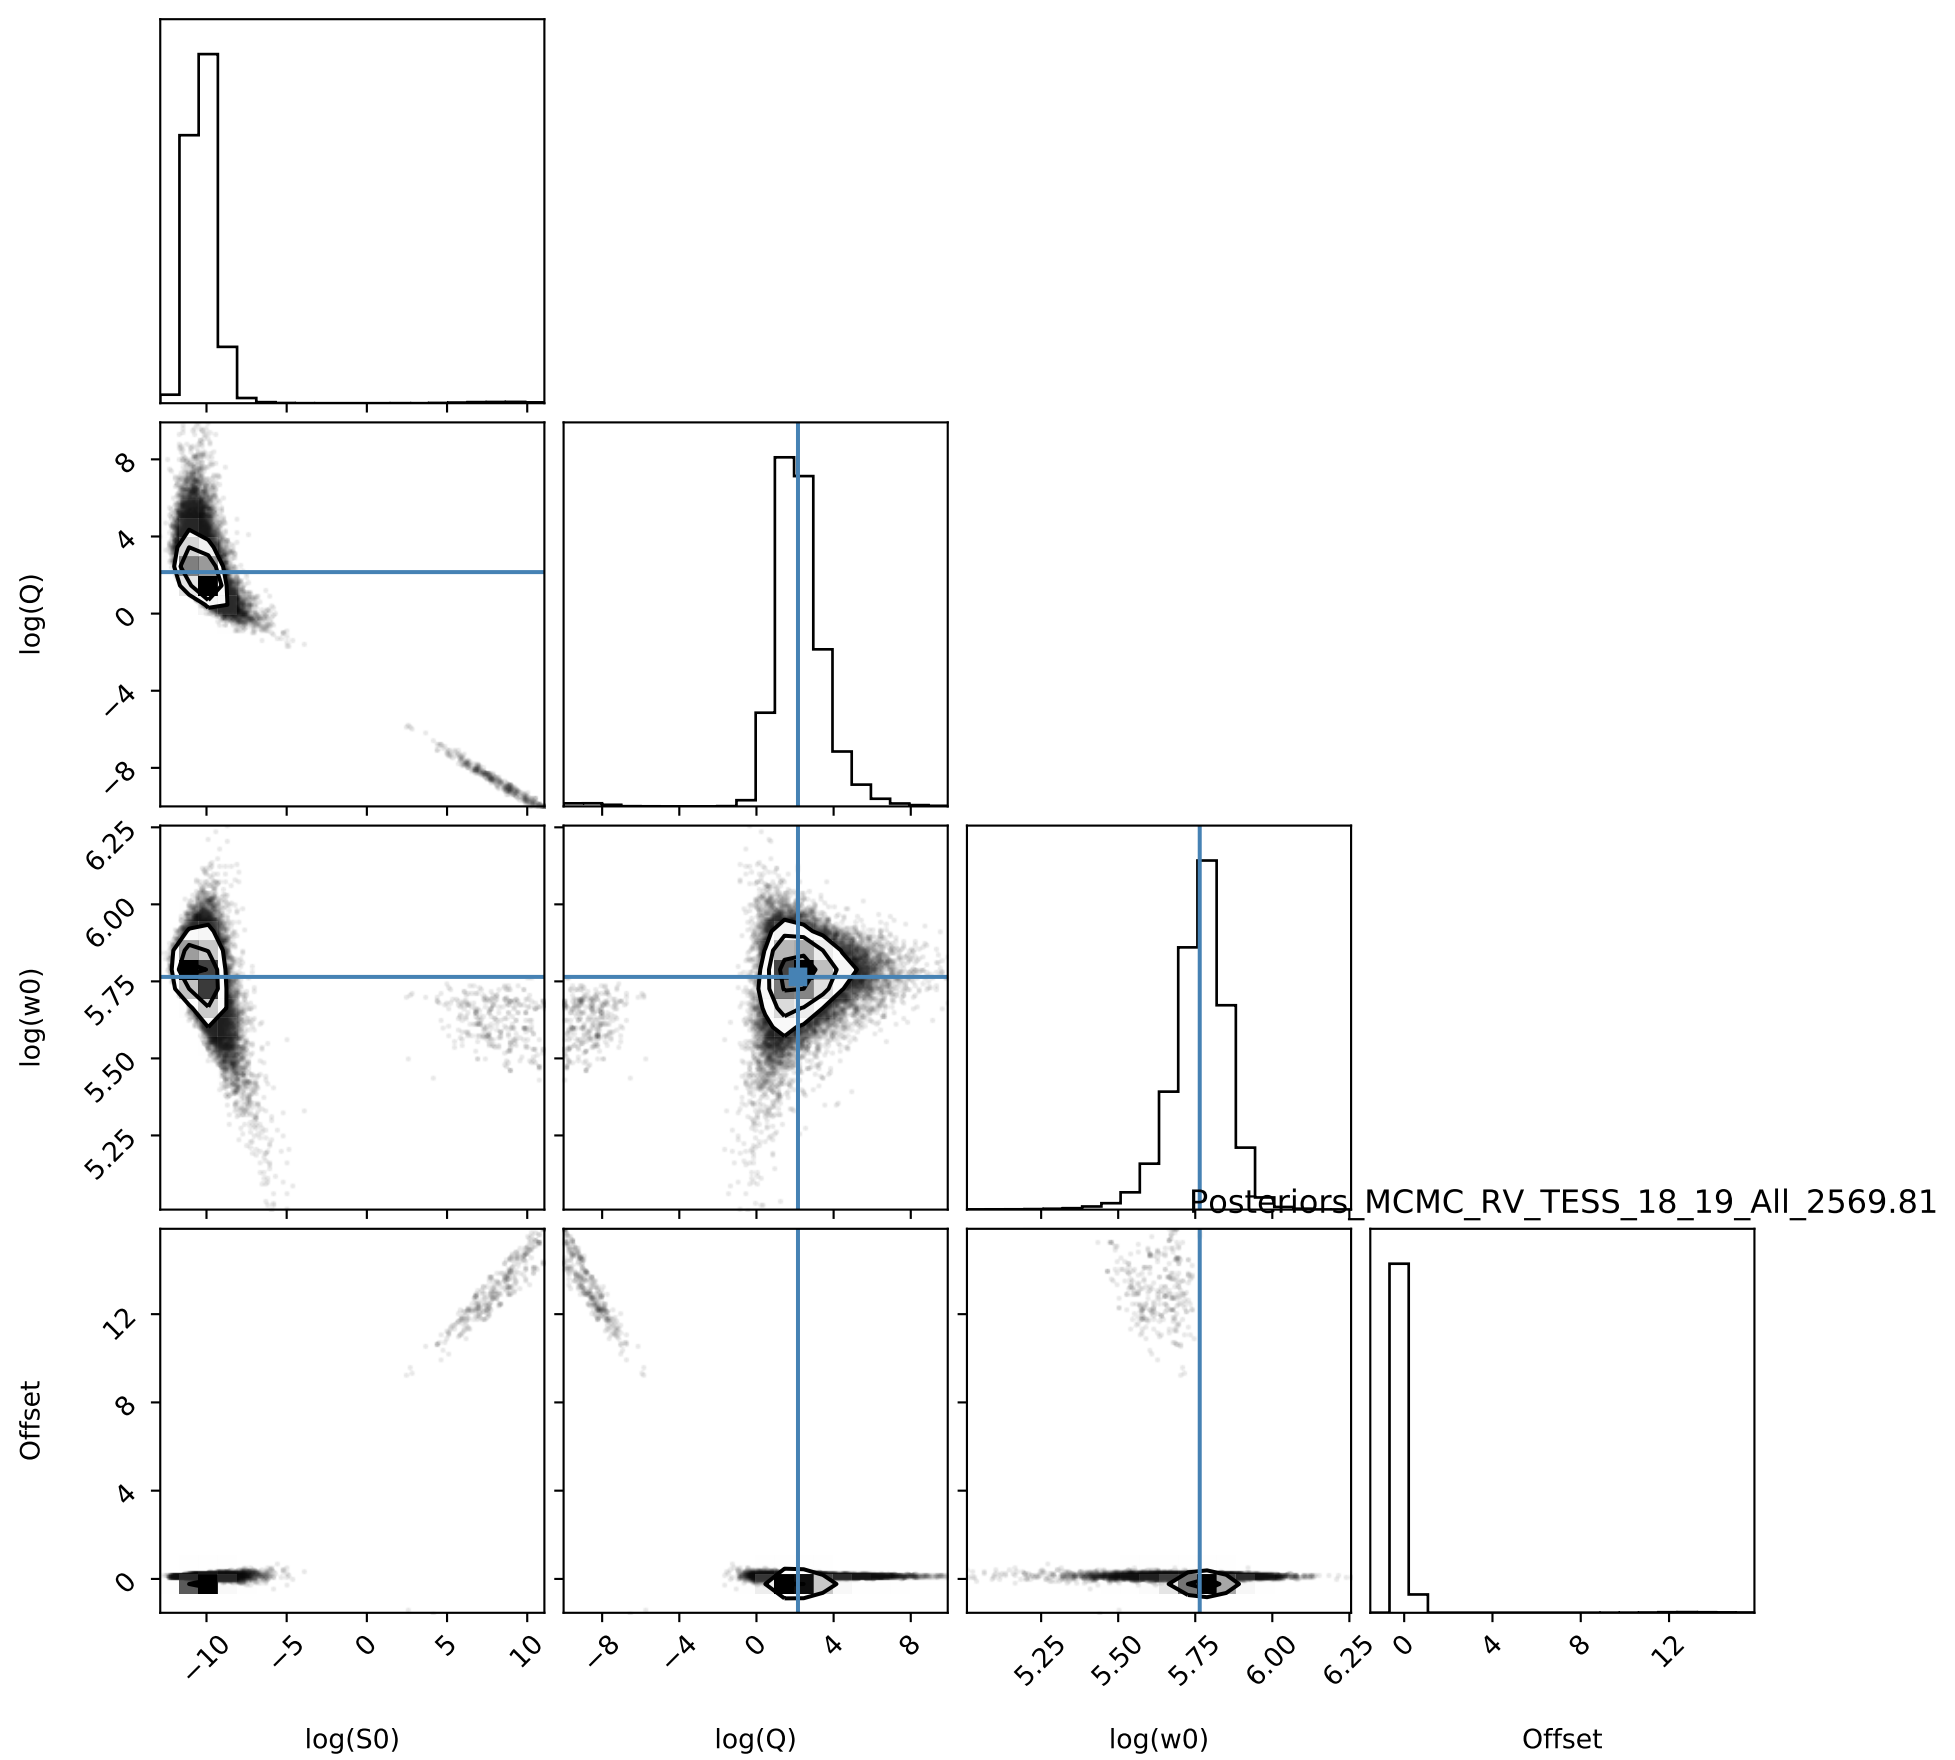 8
4
0
−4
−8
log(Q)
6.25
6.00
5.75
5.50
5.25
log(w0)
Posteriors_MCMC_RV_TESS_18_19_All_2569.81
12
8
4
0
Offset
−10 −5 0 5 10
−8 −4 0 4 8
5.25 5.50 5.75 6.00 6.25
0 4 8 12
log(S0) log(Q) log(w0) Offset